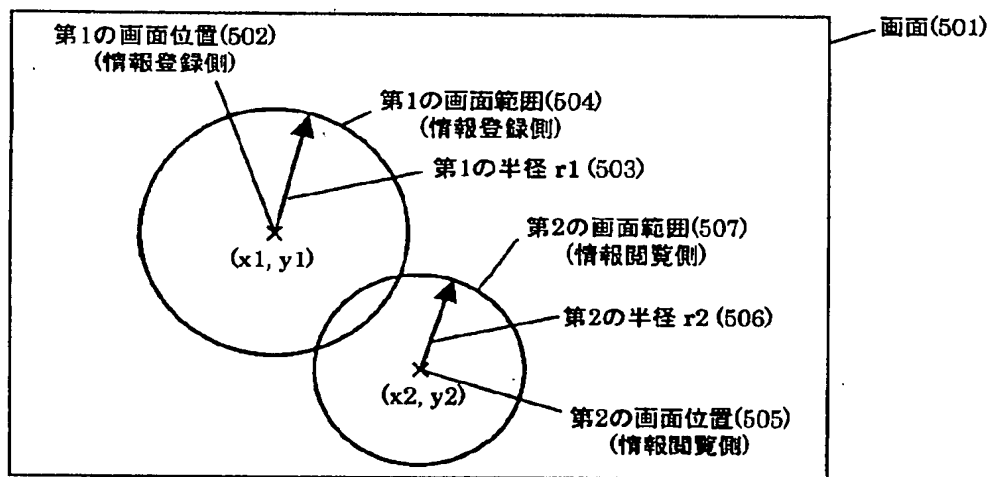 第1の画面位置(502)
(情報登録側)
画面(501)
第1の画面範囲(504)
(情報登録側)
第1の半径 r1 (503)
(x1, y1)
第2の画面範囲(507)
(情報閲覧側)
第2の半径 r2 (506)
(x2, y2)
第2の画面位置(505)
(情報閲覧側)